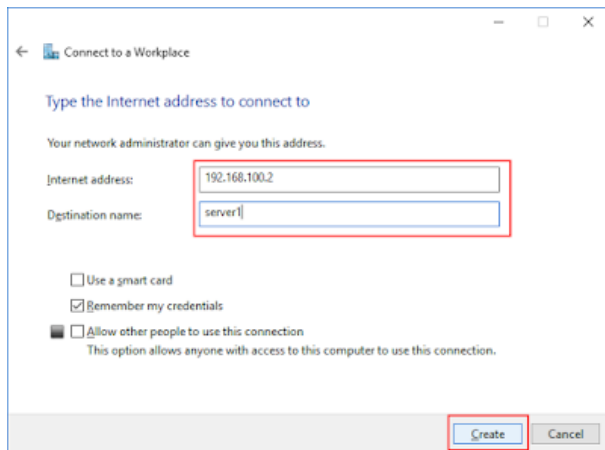 Connect to a Workplace
Type the Internet address to connect to
Your network administrator can give you this address.
Internet address: 192.168.100.2
Destination name: server1
Use a smart card
Remember my credentials
Allow other people to use this connection
This option allows anyone with access to this computer to use this connection.
Create Cancel